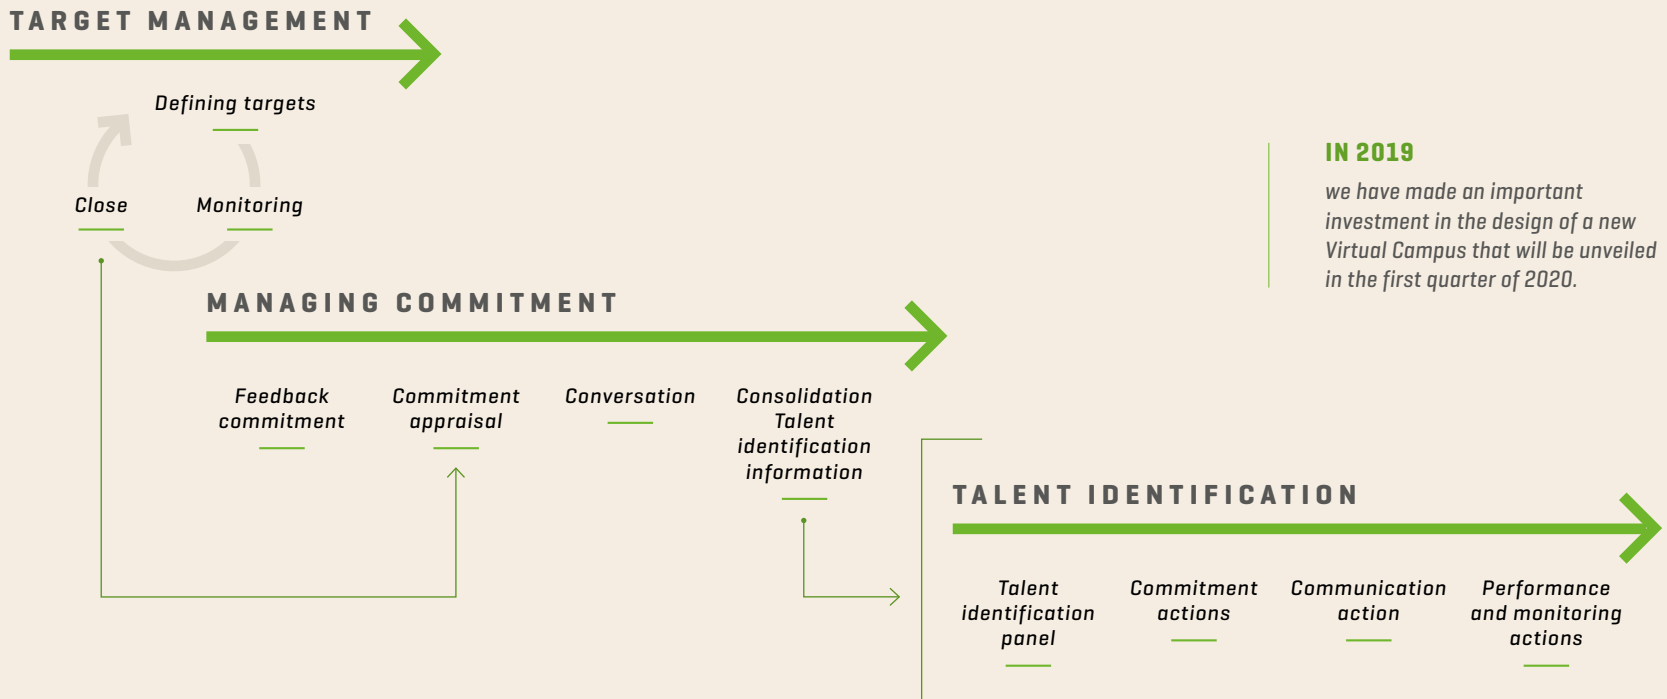 TARGET MANAGEMENT
Defining targets
Close
Monitoring
IN 2019
we have made an important
investment in the design of a new
Virtual Campus that will be unveiled
in the first quarter of 2020.
MANAGING COMMITMENT
Feedback
commitment
Commitment
appraisal
Conversation
Consolidation
Talent
identification
information
TALENT IDENTIFICATION
Talent
identification
panel
Commitment
actions
Communication
action
Performance
and monitoring
actions